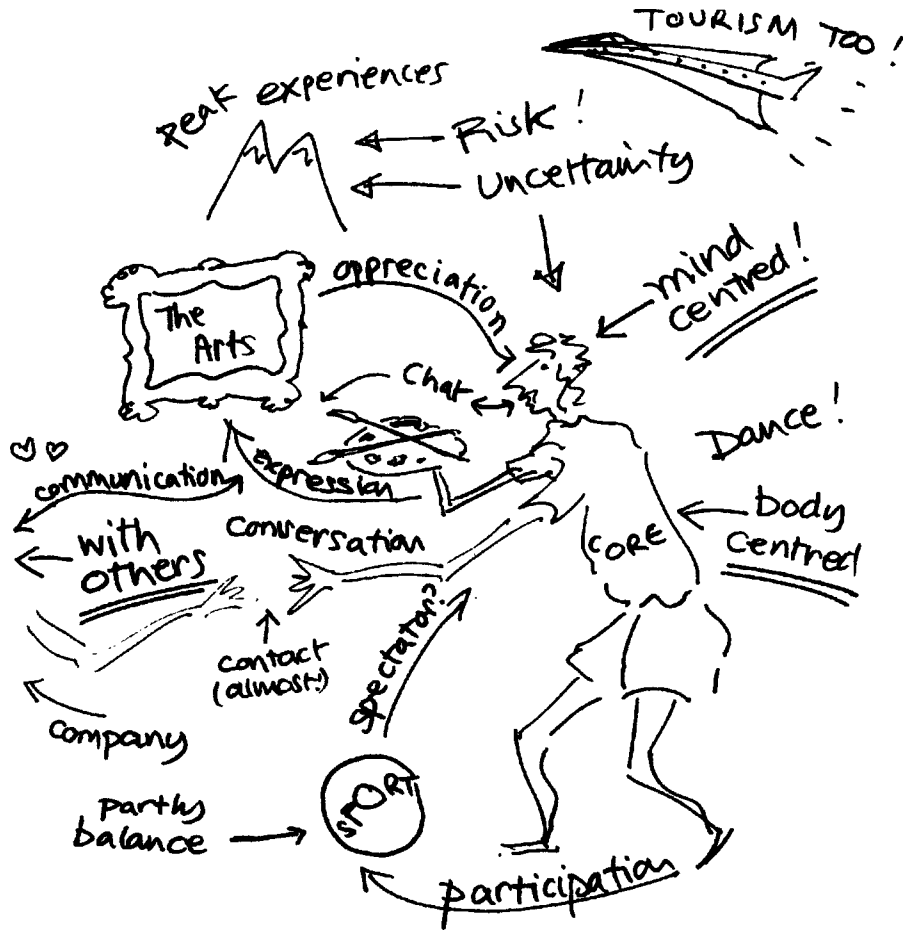 TOURISM TOO!
Peak experiences
Risk!
Uncertainty
mind
centred!
appreciation
The
Arts
Chat
Dance!
communication
expression
Conversation
body
centred
with
others
CORE
contact
(almost!)
spectator?
company
SPORT
partly
balance
participation